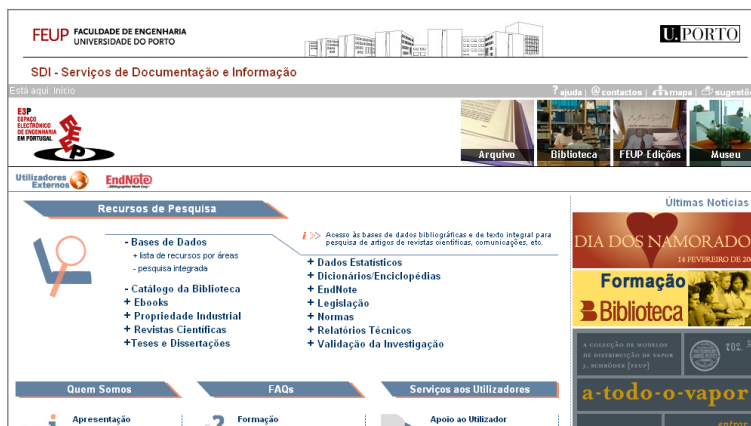 FEUP FACULDADE DE ENGENHARIA
UNIVERSIDADE DO PORTO
U.PORTO
SDI - Serviços de Documentação e Informação
Está aqui: Início
? ajuda | @ contactos | mapa | sugestõ
E3P
ESPAÇO
ELECTRÓNICO
DE ENGENHARIA
EM PORTUGAL
Arquivo
Biblioteca
FEUP Edições
Museu
Utilizadores
Externos
EndNote
Bibliographies Made Easy
Últimas Notícias
Recursos de Pesquisa
- Bases de Dados
+ lista de recursos por áreas
- pesquisa integrada
- Catálogo da Biblioteca
+ Ebooks
+ Propriedade Industrial
+ Revistas Científicas
+Teses e Dissertações
i >> Acesso às bases de dados bibliográficas e de texto integral para
pesquisa de artigos de revistas científicas, comunicações, etc.
+ Dados Estatísticos
+ Dicionários/Enciclopédias
+ EndNote
+ Legislação
+ Normas
+ Relatórios Técnicos
+ Validação da Investigação
DIA DOS NAMORADO
14 FEVEREIRO DE 20
Formação
Biblioteca
A COLECÇÃO DE MODELOS
DE DISTRIBUIÇÃO DE VAPOR
J. SCHRÖDER [FEUP]
702
a-todo-o-vapor
entrar
Quem Somos
FAQs
Serviços aos Utilizadores
Apresentação
Formação
Apoio ao Utilizador